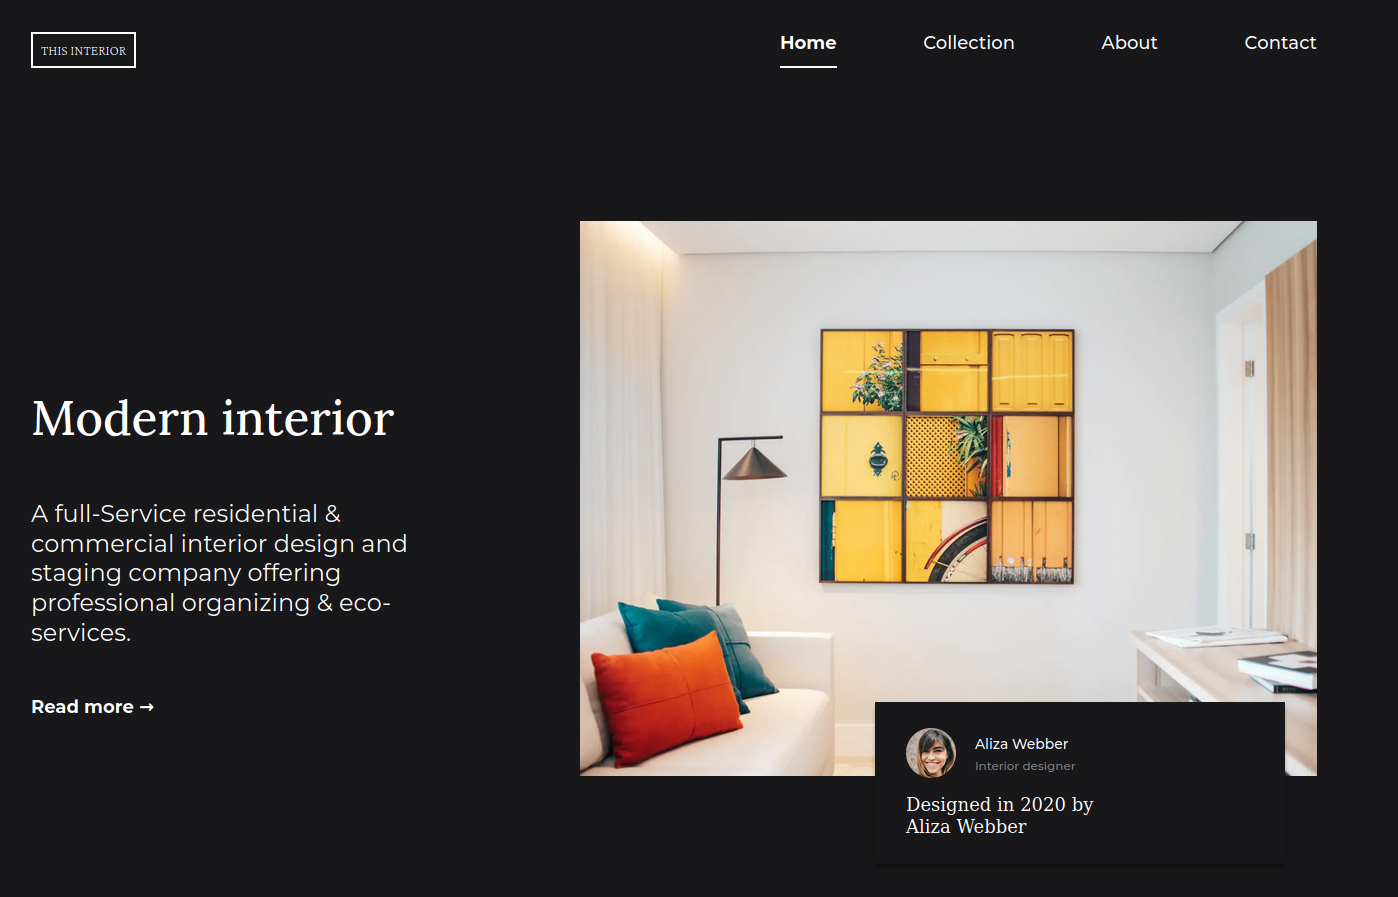 THIS INTERIOR
Home
Collection
About
Contact
Modern interior
A full-Service residential &
commercial interior design and
staging company offering
professional organizing & eco-
services.
Read more →
Aliza Webber
Interior designer
Designed in 2020 by
Aliza Webber